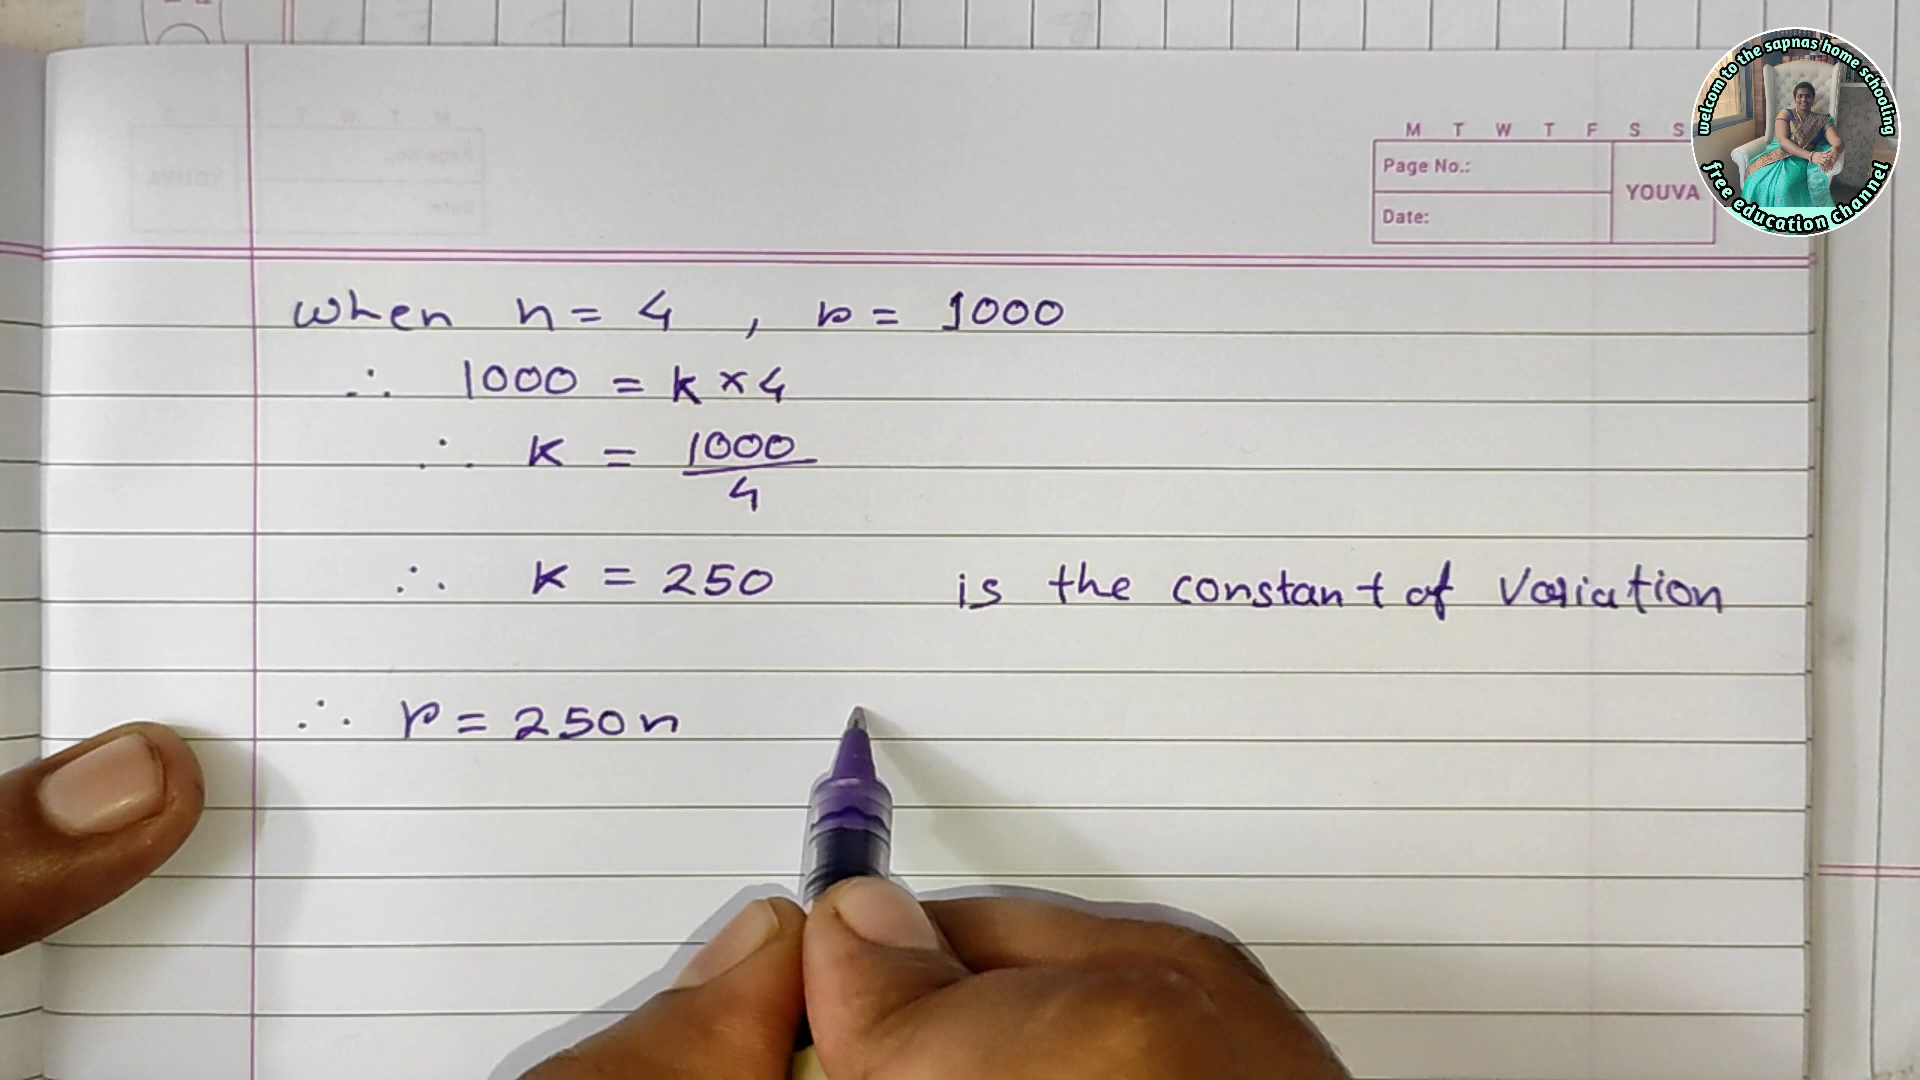 M T W T F S S
Page No.:
YOUVA
Date:
welcom to the sapnas home schooling
free education channel
when n = 4 , r = 1000
∴ 1000 = k × 4
∴ k = 1000/4
∴ k = 250 is the constant of variation
∴ r = 250n